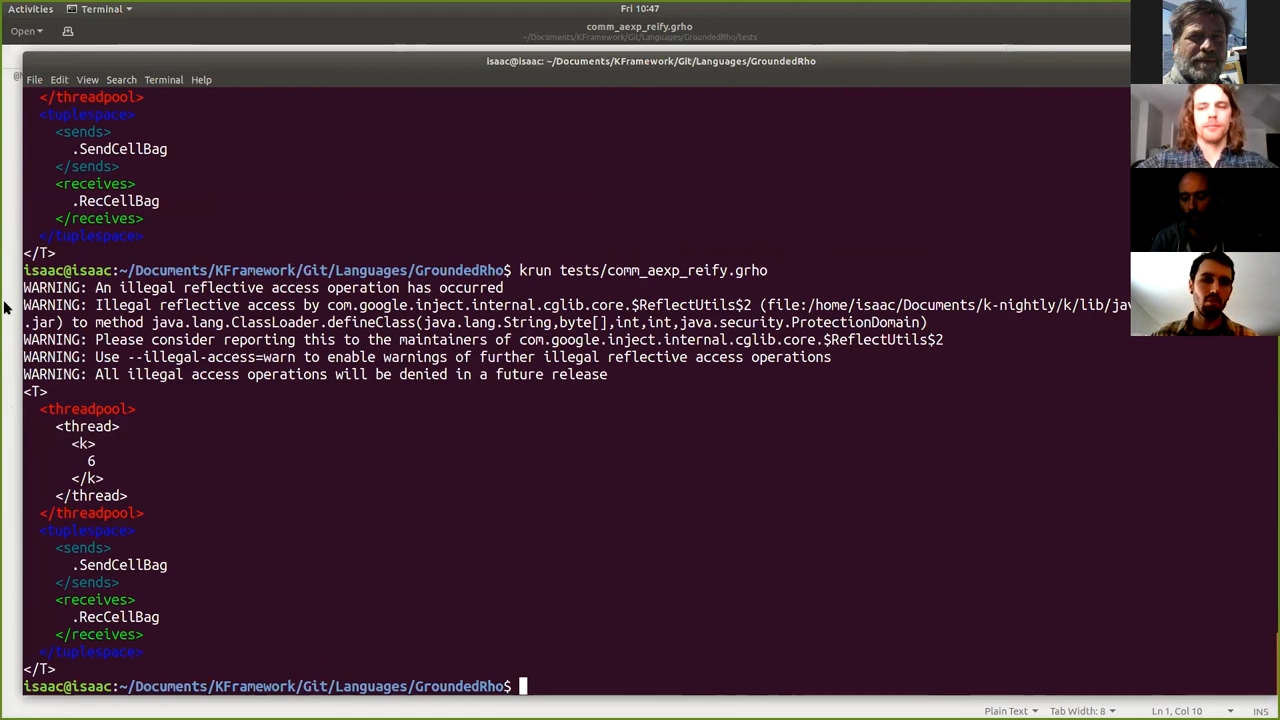 Activities Terminal Fri 10:47
Open comm_aexp_reify.grho
~/Documents/KFramework/Git/Languages/GroundedRho/tests
isaac@isaac: ~/Documents/KFramework/Git/Languages/GroundedRho
File Edit View Search Terminal Help
</threadpool>
<tuplespace>
<sends>
.SendCellBag
</sends>
<receives>
.RecCellBag
</receives>
</tuplespace>
</T>
isaac@isaac:~/Documents/KFramework/Git/Languages/GroundedRho$ krun tests/comm_aexp_reify.grho
WARNING: An illegal reflective access operation has occurred
WARNING: Illegal reflective access by com.google.inject.internal.cglib.core.$ReflectUtils$2 (file:/home/isaac/Documents/k-nightly/k/lib/jav
.jar) to method java.lang.ClassLoader.defineClass(java.lang.String,byte[],int,int,java.security.ProtectionDomain)
WARNING: Please consider reporting this to the maintainers of com.google.inject.internal.cglib.core.$ReflectUtils$2
WARNING: Use --illegal-access=warn to enable warnings of further illegal reflective access operations
WARNING: All illegal access operations will be denied in a future release
<T>
<threadpool>
<thread>
<k>
6
</k>
</thread>
</threadpool>
<tuplespace>
<sends>
.SendCellBag
</sends>
<receives>
.RecCellBag
</receives>
</tuplespace>
</T>
isaac@isaac:~/Documents/KFramework/Git/Languages/GroundedRho$
Plain Text Tab Width: 8 Ln 1, Col 10 INS